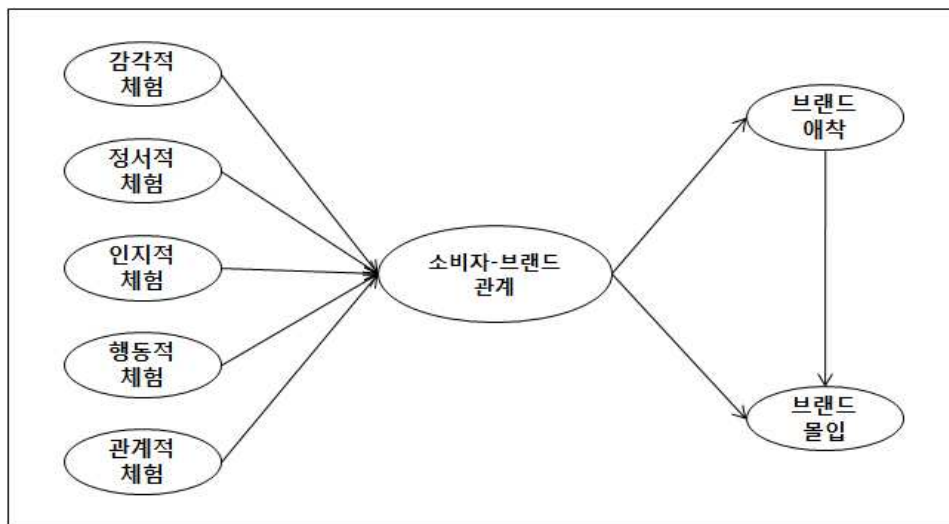 감각적
체험
정서적
체험
인지적
체험
행동적
체험
관계적
체험
소비자-브랜드
관계
브랜드
애착
브랜드
몰입